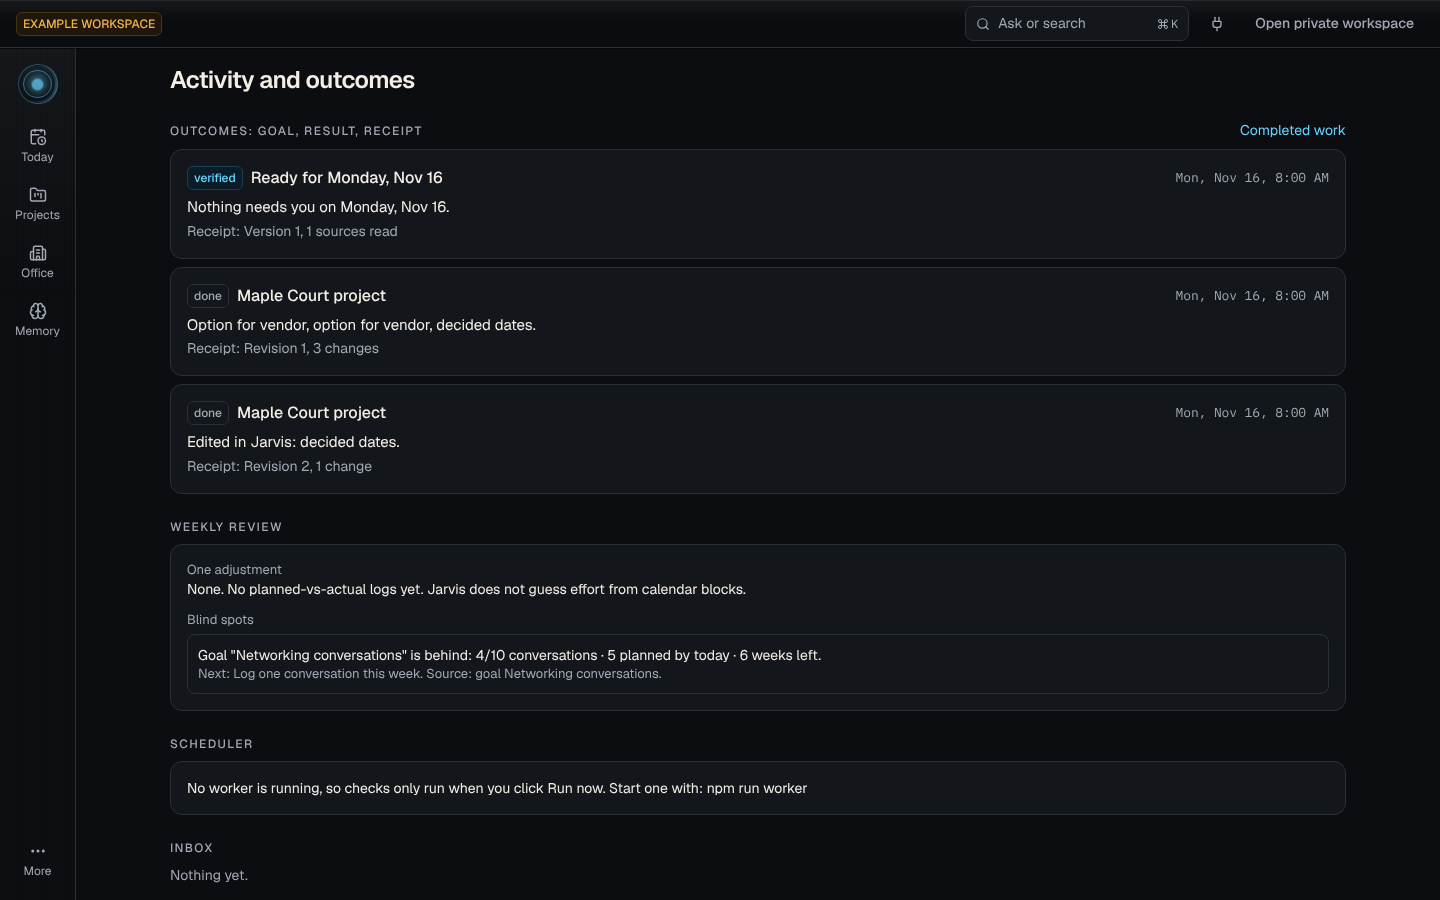 EXAMPLE WORKSPACE
Ask or search
⌘ K
Open private workspace
Today
Projects
Office
Memory
More
Activity and outcomes
OUTCOMES: GOAL, RESULT, RECEIPT
Completed work
verified Ready for Monday, Nov 16
Mon, Nov 16, 8:00 AM
Nothing needs you on Monday, Nov 16.
Receipt: Version 1, 1 sources read
done Maple Court project
Mon, Nov 16, 8:00 AM
Option for vendor, option for vendor, decided dates.
Receipt: Revision 1, 3 changes
done Maple Court project
Mon, Nov 16, 8:00 AM
Edited in Jarvis: decided dates.
Receipt: Revision 2, 1 change
WEEKLY REVIEW
One adjustment
None. No planned-vs-actual logs yet. Jarvis does not guess effort from calendar blocks.
Blind spots
Goal "Networking conversations" is behind: 4/10 conversations · 5 planned by today · 6 weeks left.
Next: Log one conversation this week. Source: goal Networking conversations.
SCHEDULER
No worker is running, so checks only run when you click Run now. Start one with: npm run worker
INBOX
Nothing yet.